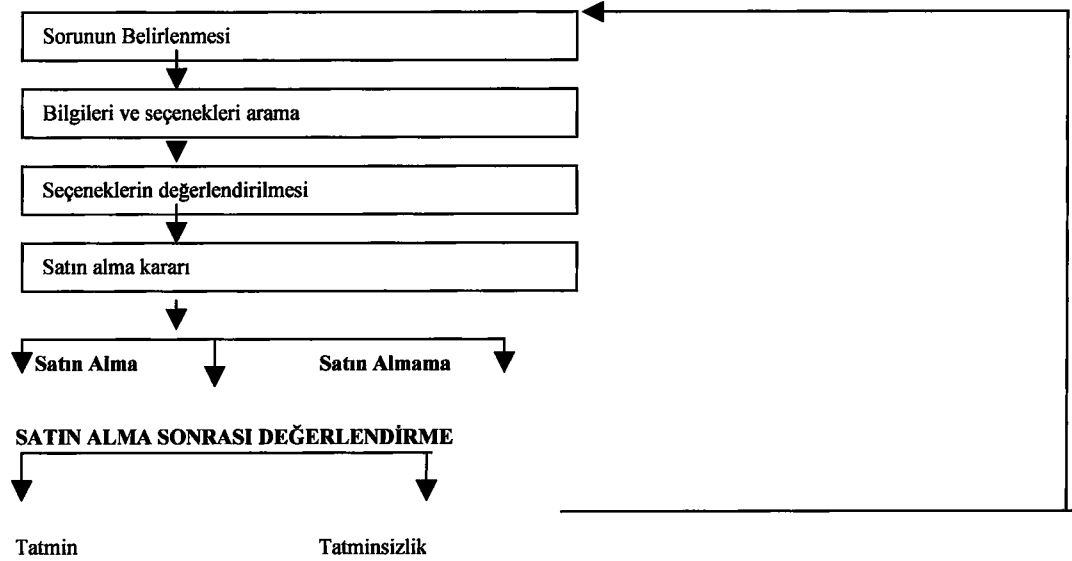 Sorunun Belirlenmesi
Bilgileri ve seçenekleri arama
Seçeneklerin değerlendirilmesi
Satın alma kararı
Satın Alma Satın Almama
SATIN ALMA SONRASI DEĞERLENDİRME
Tatmin Tatminsizlik